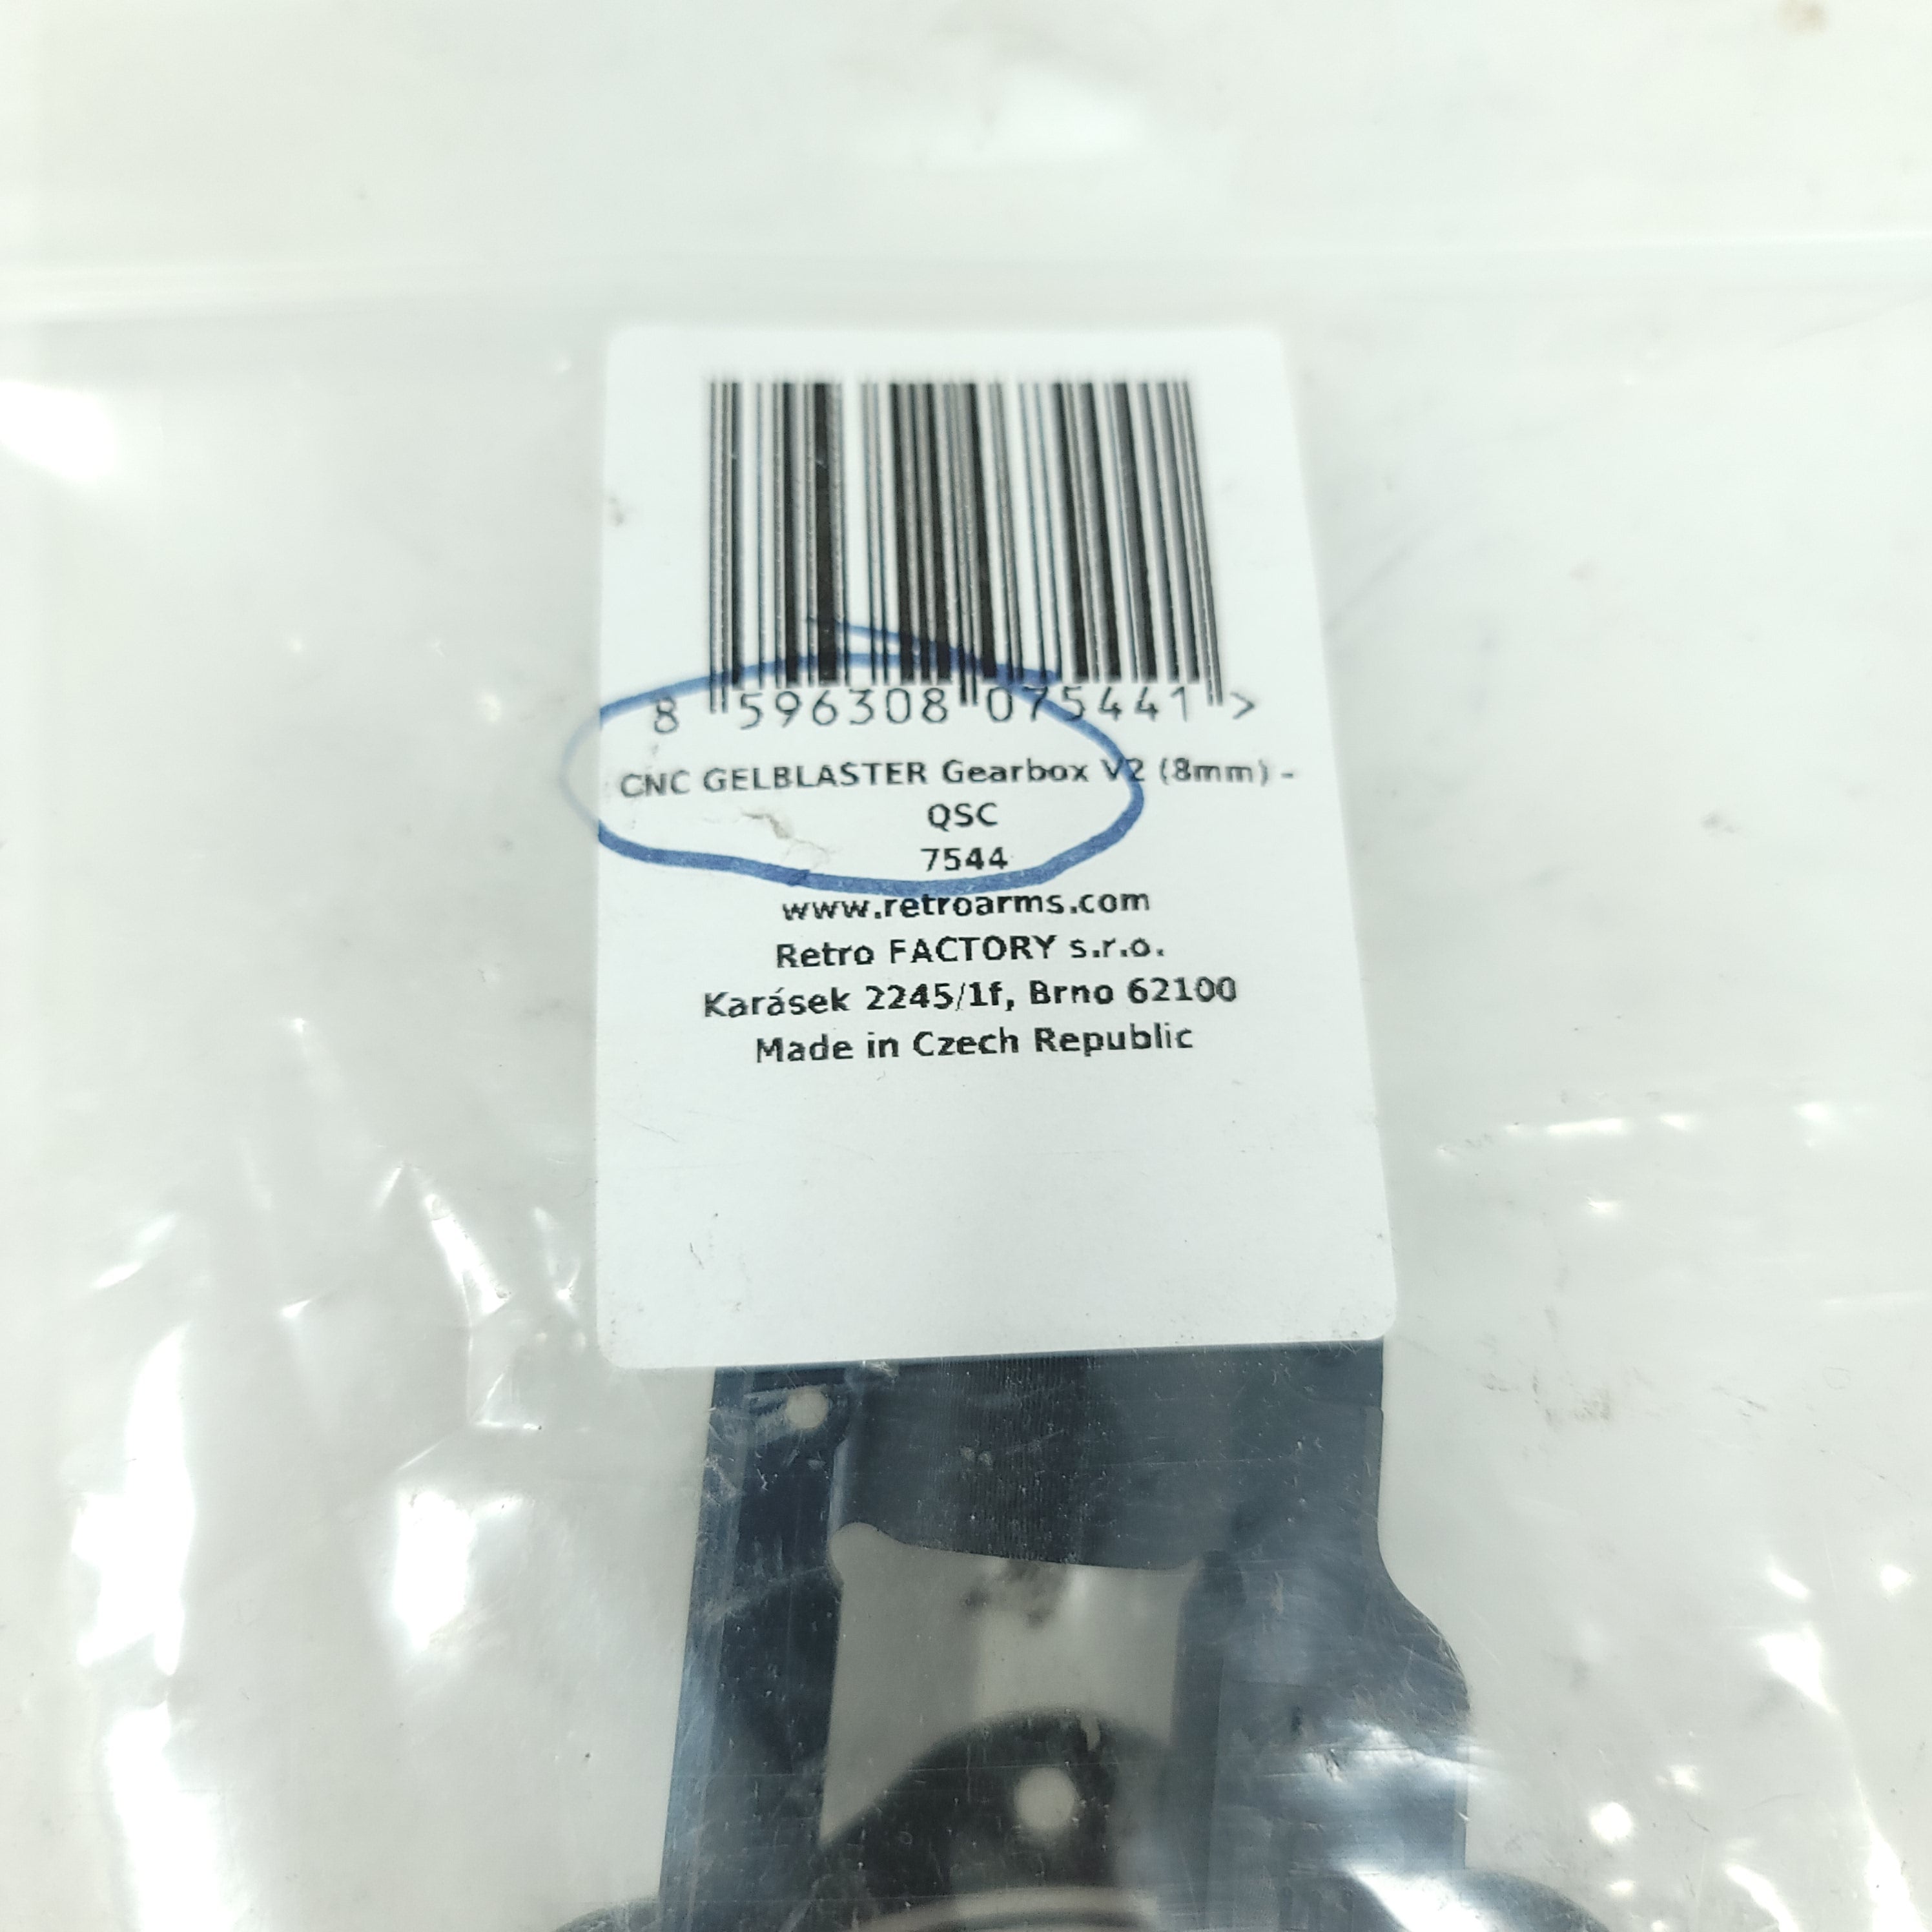 8 596308 075441 >
CNC GELBLASTER Gearbox V2 (8mm) -
QSC
7544
www.retroarms.com
Retro FACTORY s.r.o.
Karásek 2245/1f, Brno 62100
Made in Czech Republic